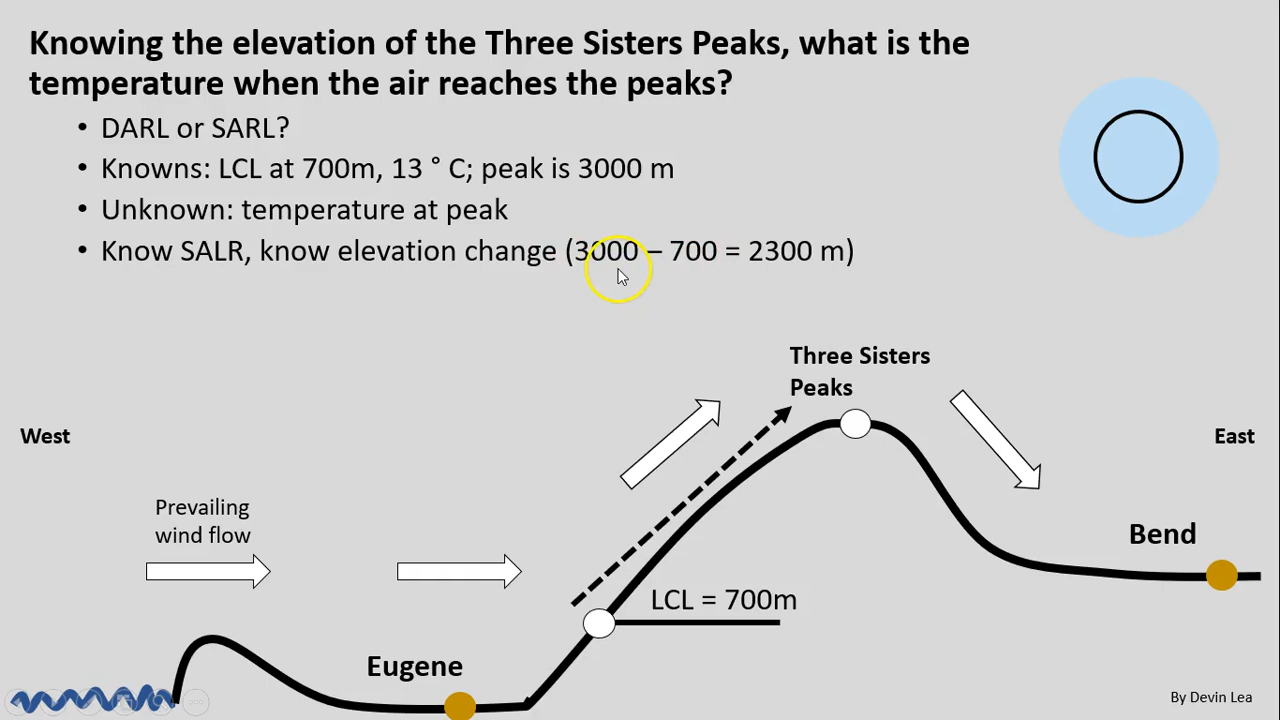 Knowing the elevation of the Three Sisters Peaks, what is the
temperature when the air reaches the peaks?
• DARL or SARL?
• Knowns: LCL at 700m, 13 ° C; peak is 3000 m
• Unknown: temperature at peak
• Know SALR, know elevation change (3000 – 700 = 2300 m)
Three Sisters
Peaks
West
East
Prevailing
wind flow
Bend
LCL = 700m
Eugene
By Devin Lea